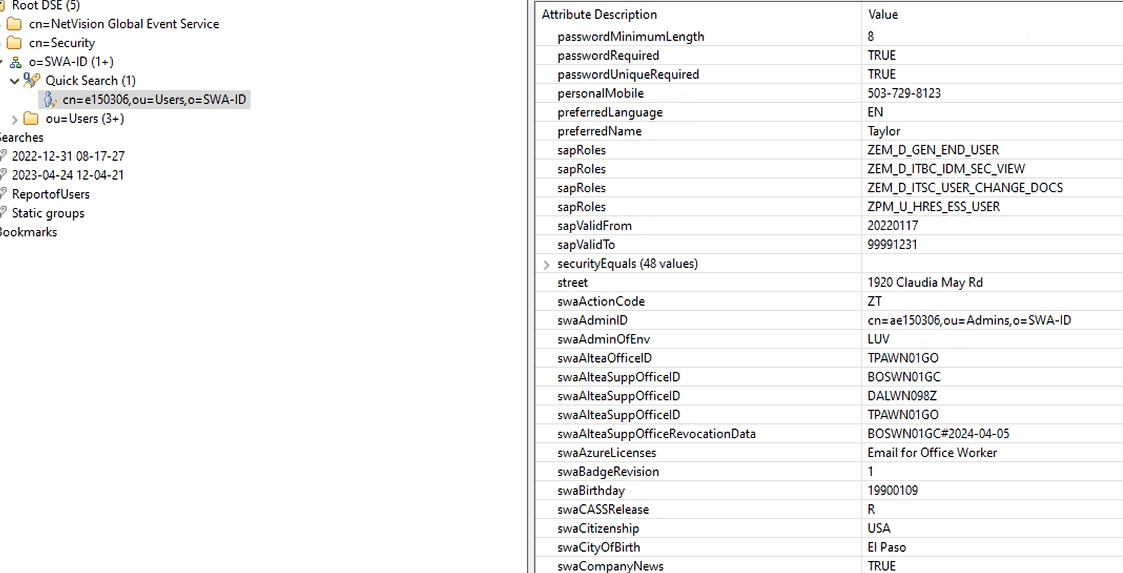 Root DSE (5)
cn=NetVision Global Event Service
cn=Security
o=SWA-ID (1+)
Quick Search (1)
cn=e150306,ou=Users,o=SWA-ID
ou=Users (3+)
Searches
2022-12-31 08-17-27
2023-04-24 12-04-21
ReportofUsers
Static groups
Bookmarks
Attribute Description Value
passwordMinimumLength 8
passwordRequired TRUE
passwordUniqueRequired TRUE
personalMobile 503-729-8123
preferredLanguage EN
preferredName Taylor
sapRoles ZEM_D_GEN_END_USER
sapRoles ZEM_D_ITBC_IDM_SEC_VIEW
sapRoles ZEM_D_ITSC_USER_CHANGE_DOCS
sapRoles ZPM_U_HRES_ESS_USER
sapValidFrom 20220117
sapValidTo 99991231
securityEquals (48 values)
street 1920 Claudia May Rd
swaActionCode ZT
swaAdminID cn=ae150306,ou=Admins,o=SWA-ID
swaAdminOfEnv LUV
swaAlteaOfficeID TPAWN01GO
swaAlteaSuppOfficeID BOSWN01GC
swaAlteaSuppOfficeID DALWN098Z
swaAlteaSuppOfficeID TPAWN01GO
swaAlteaSuppOfficeRevocationData BOSWN01GC#2024-04-05
swaAzureLicenses Email for Office Worker
swaBadgeRevision 1
swaBirthday 19900109
swaCASSRelease R
swaCitizenship USA
swaCityOfBirth El Paso
swaCompanyNews TRUE